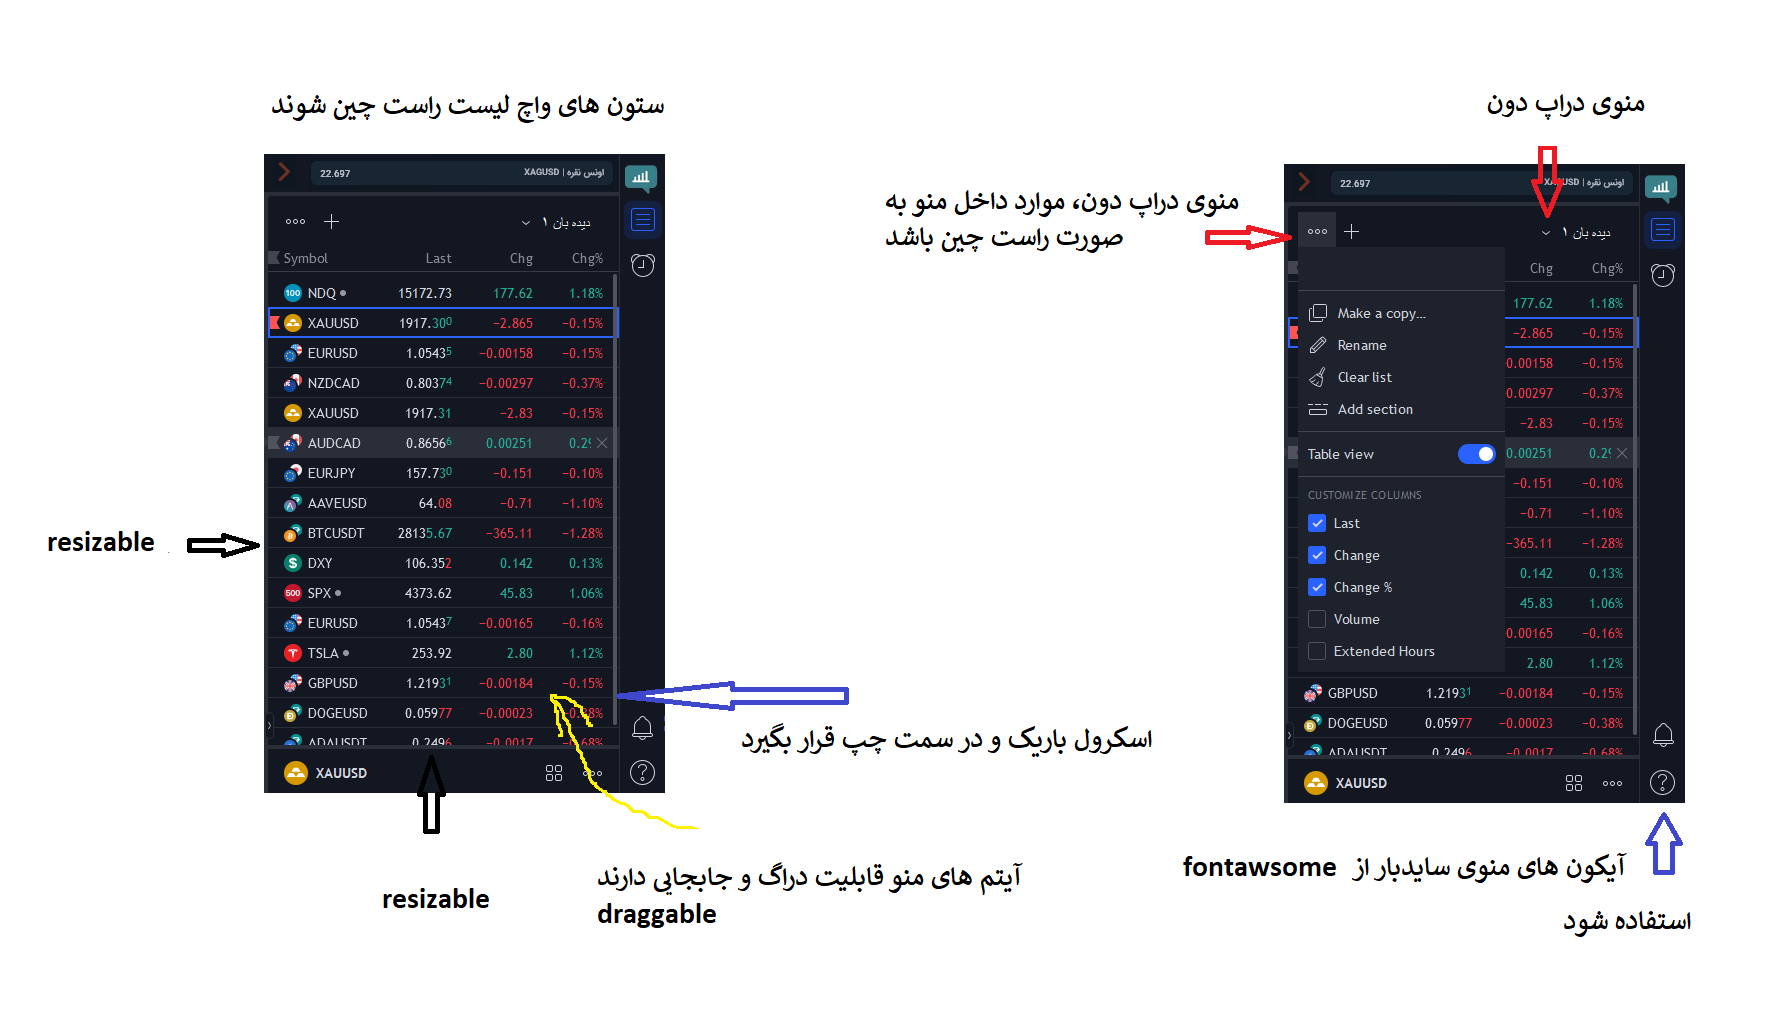 ستون های واچ لیست راست چین شوند
22.697
اونس نقره | XAGUSD
دیده بان ۱
Symbol Last Chg Chg%
100 NDQ 15172.73 177.62 1.18%
XAUUSD 1917.300 −2.865 −0.15%
EURUSD 1.05435 −0.00158 −0.15%
NZDCAD 0.80374 −0.00297 −0.37%
XAUUSD 1917.31 −2.83 −0.15%
AUDCAD 0.86566 0.00251 0.29
EURJPY 157.730 −0.151 −0.10%
AAVEUSD 64.08 −0.71 −1.10%
BTCUSDT 28135.67 −365.11 −1.28%
DXY 106.352 0.142 0.13%
500 SPX 4373.62 45.83 1.06%
EURUSD 1.05437 −0.00165 −0.16%
TSLA 253.92 2.80 1.12%
GBPUSD 1.21931 −0.00184 −0.15%
DOGEUSD 0.05977 −0.00023 −0.38%
ADAUSDT 0.2496 −0.0017 −0.68%
XAUUSD
resizable
resizable
اسکرول باریک و در سمت چپ قرار بگیرد
آیتم های منو قابلیت دراگ و جابجایی دارند
draggable
منوی دراپ دون
منوی دراپ دون، موارد داخل منو به
صورت راست چین باشد
22.697
اونس نقره | XAGUSD
دیده بان ۱
Chg Chg%
177.62 1.18%
−2.865 −0.15%
0.00158 −0.15%
0.00297 −0.37%
−2.83 −0.15%
0.00251 0.29
−0.151 −0.10%
−0.71 −1.10%
−365.11 −1.28%
0.142 0.13%
45.83 1.06%
0.00165 −0.16%
2.80 1.12%
Make a copy...
Rename
Clear list
Add section
Table view
CUSTOMIZE COLUMNS
Last
Change
Change %
Volume
Extended Hours
GBPUSD 1.21931 −0.00184 −0.15%
DOGEUSD 0.05977 −0.00023 −0.38%
ADAUSDT 0.2496 −0.0017 −0.68%
XAUUSD
آیکون های منوی سایدبار از fontawsome
استفاده شود